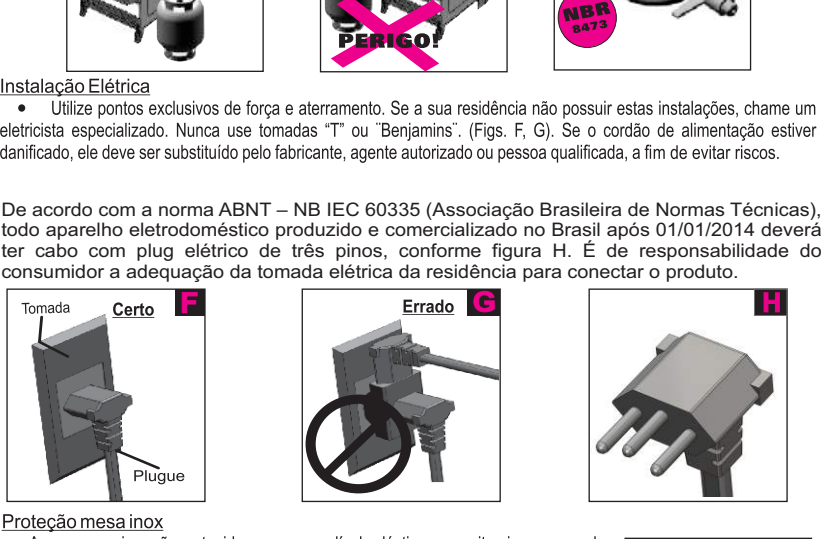 PERIGO!
NBR
8473
Instalação Elétrica
• Utilize pontos exclusivos de força e aterramento. Se a sua residência não possuir estas instalações, chame um
eletricista especializado. Nunca use tomadas “T” ou ¨Benjamins¨. (Figs. F, G). Se o cordão de alimentação estiver
danificado, ele deve ser substituído pelo fabricante, agente autorizado ou pessoa qualificada, a fim de evitar riscos.
De acordo com a norma ABNT – NB IEC 60335 (Associação Brasileira de Normas Técnicas),
todo aparelho eletrodoméstico produzido e comercializado no Brasil após 01/01/2014 deverá
ter cabo com plug elétrico de três pinos, conforme figura H. É de responsabilidade do
consumidor a adequação da tomada elétrica da residência para conectar o produto.
Tomada Certo F
Plugue
Errado G
H
Proteção mesa inox